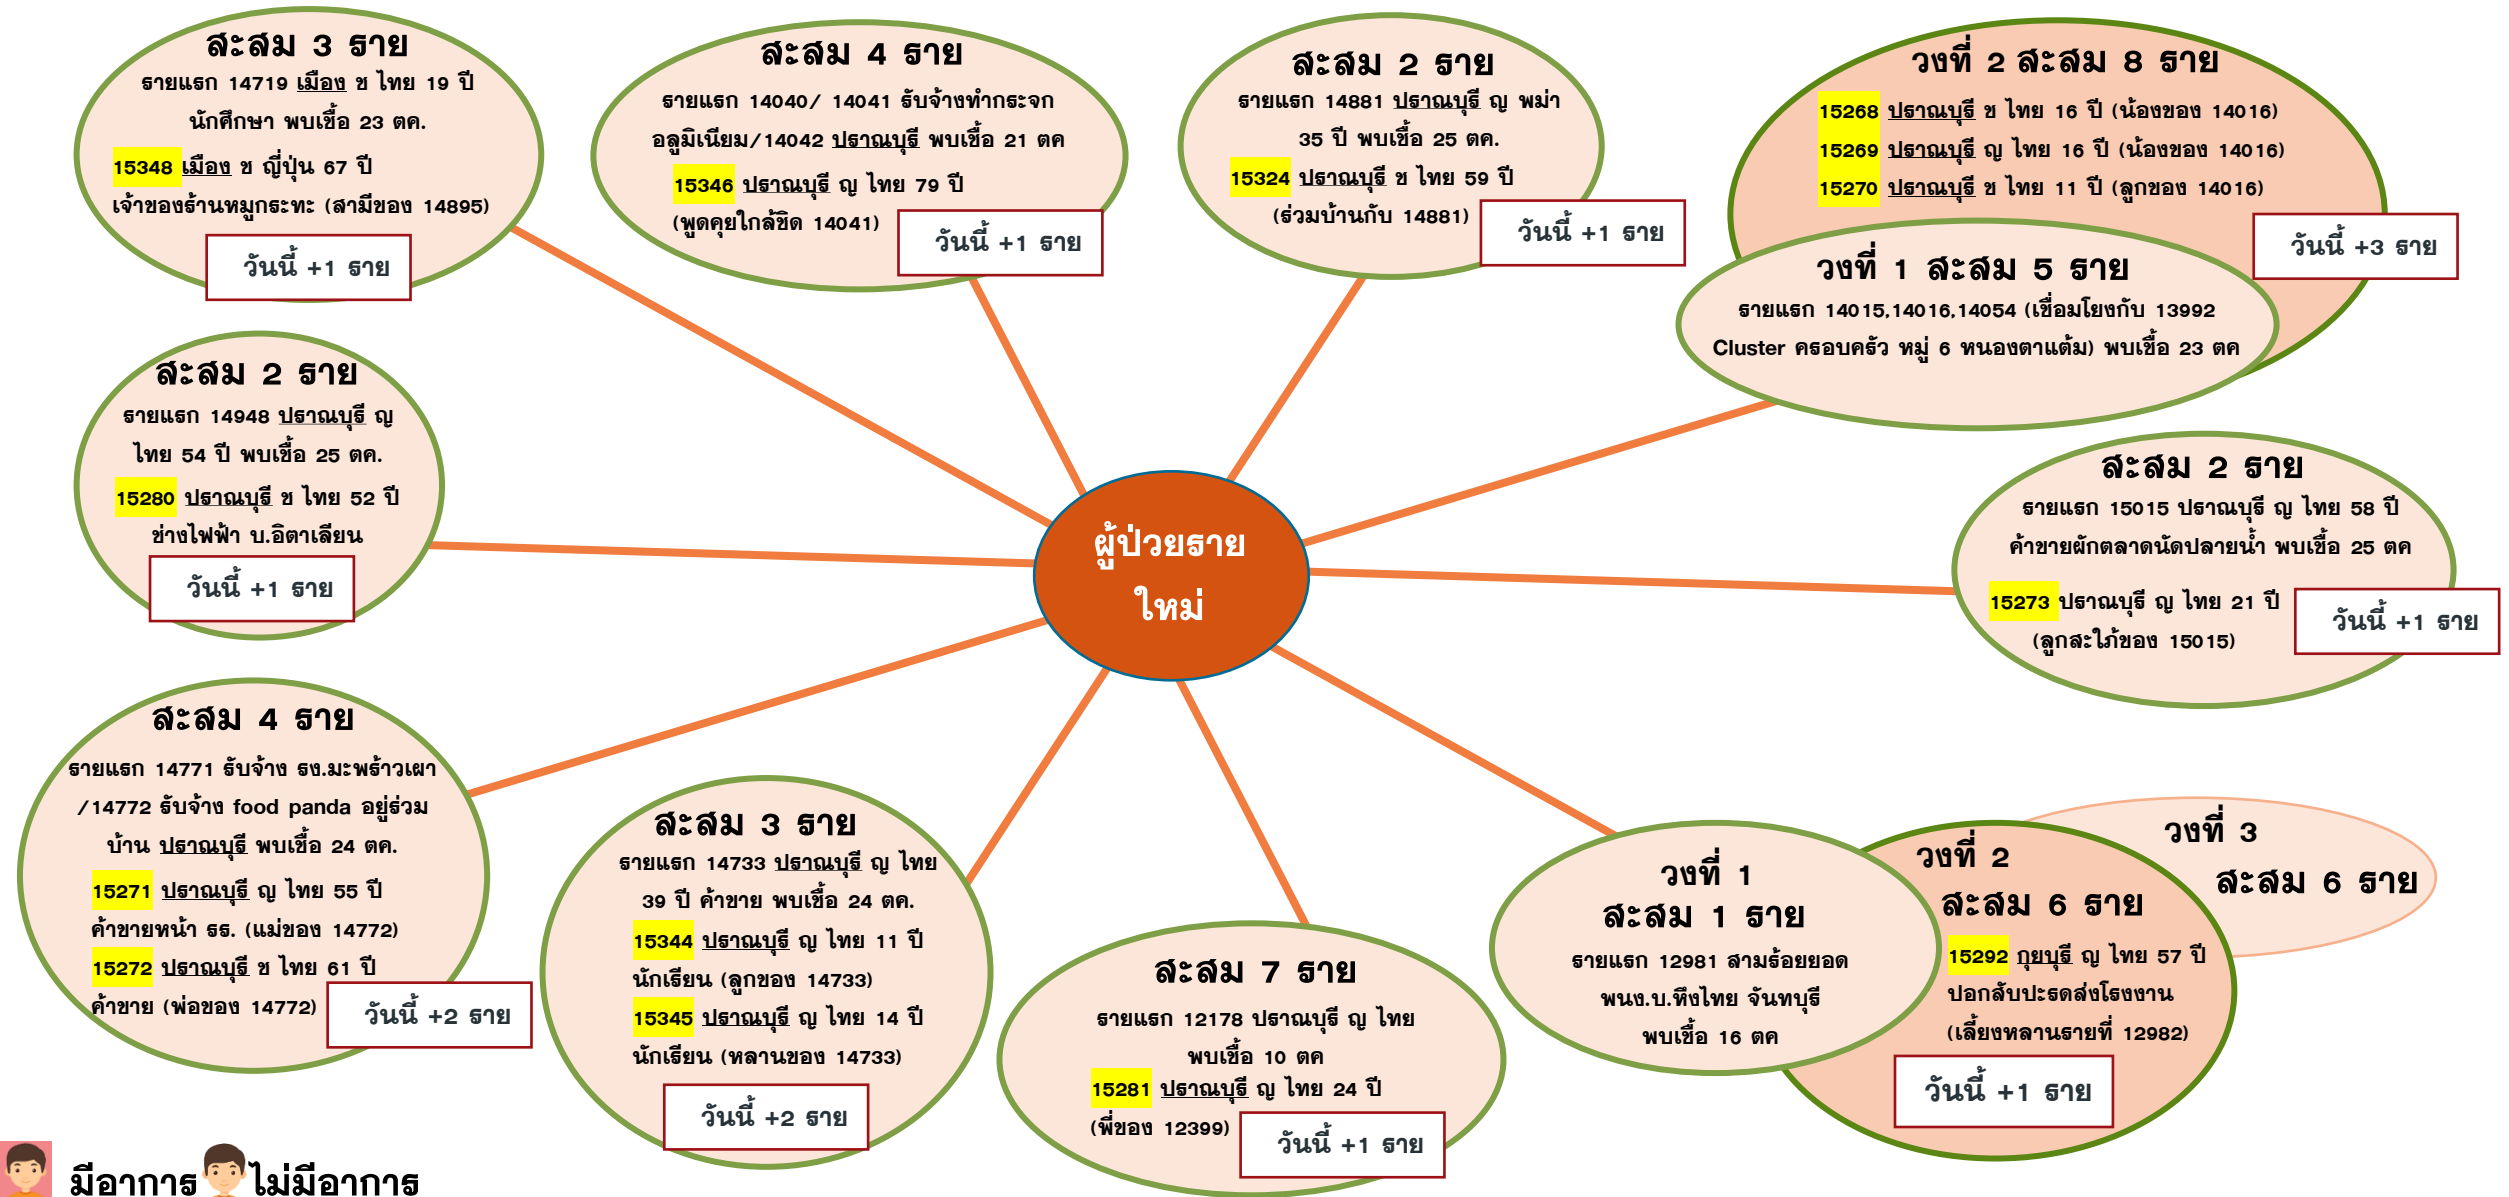 สะสม 3 ราย
รายแรก 14719 เมือง ช ไทย 19 ปี
นักศึกษา พบเชื้อ 23 ตค.
15348 เมือง ช ญี่ปุ่น 67 ปี
เจ้าของร้านหมูกระทะ (สามีของ 14895)
วันนี้ +1 ราย
สะสม 4 ราย
รายแรก 14040/ 14041 รับจ้างทำกระจก
อลูมิเนียม/14042 ปราณบุรี พบเชื้อ 21 ตค
15346 ปราณบุรี ญ ไทย 79 ปี
(พูดคุยใกล้ชิด 14041)
วันนี้ +1 ราย
สะสม 2 ราย
รายแรก 14881 ปราณบุรี ญ พม่า
35 ปี พบเชื้อ 25 ตค.
15324 ปราณบุรี ช ไทย 59 ปี
(ร่วมบ้านกับ 14881)
วันนี้ +1 ราย
วงที่ 2 สะสม 8 ราย
15268 ปราณบุรี ช ไทย 16 ปี (น้องของ 14016)
15269 ปราณบุรี ญ ไทย 16 ปี (น้องของ 14016)
15270 ปราณบุรี ช ไทย 11 ปี (ลูกของ 14016)
วันนี้ +3 ราย
วงที่ 1 สะสม 5 ราย
รายแรก 14015,14016,14054 (เชื่อมโยงกับ 13992
Cluster ครอบครัว หมู่ 6 หนองตาแต้ม) พบเชื้อ 23 ตค
สะสม 2 ราย
รายแรก 14948 ปราณบุรี ญ
ไทย 54 ปี พบเชื้อ 25 ตค.
15280 ปราณบุรี ช ไทย 52 ปี
ช่างไฟฟ้า บ.อิตาเลียน
วันนี้ +1 ราย
ผู้ป่วยราย
ใหม่
สะสม 2 ราย
รายแรก 15015 ปราณบุรี ญ ไทย 58 ปี
ค้าขายผักตลาดนัดปลายน้ำ พบเชื้อ 25 ตค
15273 ปราณบุรี ญ ไทย 21 ปี
(ลูกสะใภ้ของ 15015)
วันนี้ +1 ราย
สะสม 4 ราย
รายแรก 14771 รับจ้าง รง.มะพร้าวเผา
/14772 รับจ้าง food panda อยู่ร่วม
บ้าน ปราณบุรี พบเชื้อ 24 ตค.
15271 ปราณบุรี ญ ไทย 55 ปี
ค้าขายหน้า รร. (แม่ของ 14772)
15272 ปราณบุรี ช ไทย 61 ปี
ค้าขาย (พ่อของ 14772)
วันนี้ +2 ราย
สะสม 3 ราย
รายแรก 14733 ปราณบุรี ญ ไทย
39 ปี ค้าขาย พบเชื้อ 24 ตค.
15344 ปราณบุรี ญ ไทย 11 ปี
นักเรียน (ลูกของ 14733)
15345 ปราณบุรี ญ ไทย 14 ปี
นักเรียน (หลานของ 14733)
วันนี้ +2 ราย
สะสม 7 ราย
รายแรก 12178 ปราณบุรี ญ ไทย
พบเชื้อ 10 ตค
15281 ปราณบุรี ญ ไทย 24 ปี
(พี่ของ 12399)
วันนี้ +1 ราย
วงที่ 1
สะสม 1 ราย
รายแรก 12981 สามร้อยยอด
พนง.บ.หึงไทย จันทบุรี
พบเชื้อ 16 ตค
วงที่ 2
สะสม 6 ราย
15292 กุยบุรี ญ ไทย 57 ปี
ปอกสับปะรดส่งโรงงาน
(เลี้ยงหลานรายที่ 12982)
วันนี้ +1 ราย
วงที่ 3
สะสม 6 ราย
มีอาการ ไม่มีอาการ